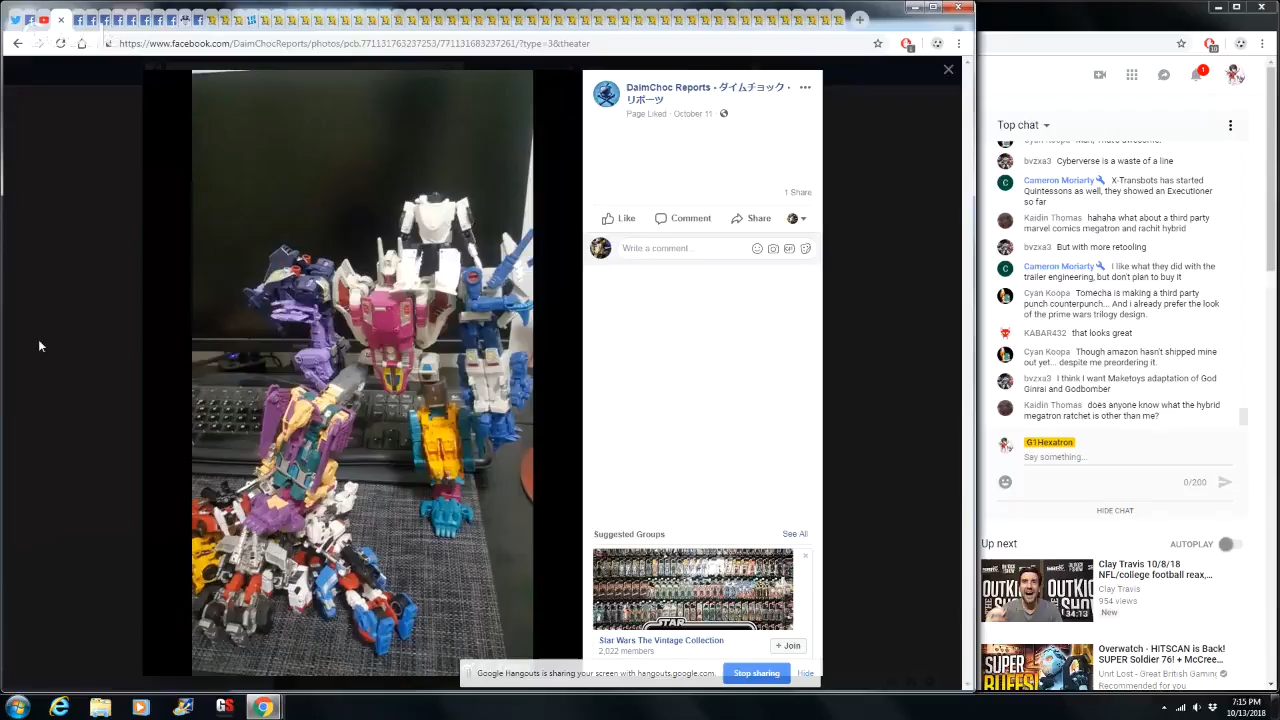 https://www.facebook.com/DaimChocReports/photos/pcb.771131763237253/771131683237261/?type=3&theater
DaimChoc Reports - ダイムチョック・
リポーツ
Page Liked · October 11 ·
1 Share
Like
Comment
Share
Write a comment...
Suggested Groups
See All
STAR
Star Wars The Vintage Collection
2,022 members
+ Join
Google Hangouts is sharing your screen with hangouts.google.com.
Stop sharing
Hide
1
10
1
Top chat
bvzxa3 Cyberverse is a waste of a line
Cameron Moriarty X-Transbots has started
Quintessons as well, they showed an Executioner
so far
Kaidin Thomas hahaha what about a third party
marvel comics megatron and rachit hybrid
bvzxa3 But with more retooling
Cameron Moriarty I like what they did with the
trailer engineering, but don't plan to buy it
Cyan Koopa Tomecha is making a third party
punch counterpunch... And i already prefer the look
of the prime wars trilogy design.
KABAR432 that looks great
Cyan Koopa Though amazon hasn't shipped mine
out yet... despite me preordering it.
bvzxa3 I think I want Maketoys adaptation of God
Ginrai and Godbomber
Kaidin Thomas does anyone know what the hybrid
megatron ratchet is other than me?
G1Hexatron
Say something...
0/200
HIDE CHAT
Up next
AUTOPLAY
Clay Travis 10/8/18
NFL/college football reax,...
Clay Travis
954 views
New
34:13
Overwatch - HITSCAN is Back!
SUPER Soldier 76! + McCree...
Unit Lost - Great British Gaming
Recommended for you
SUPER
BUFFS!
GS
7:15 PM
10/13/2018